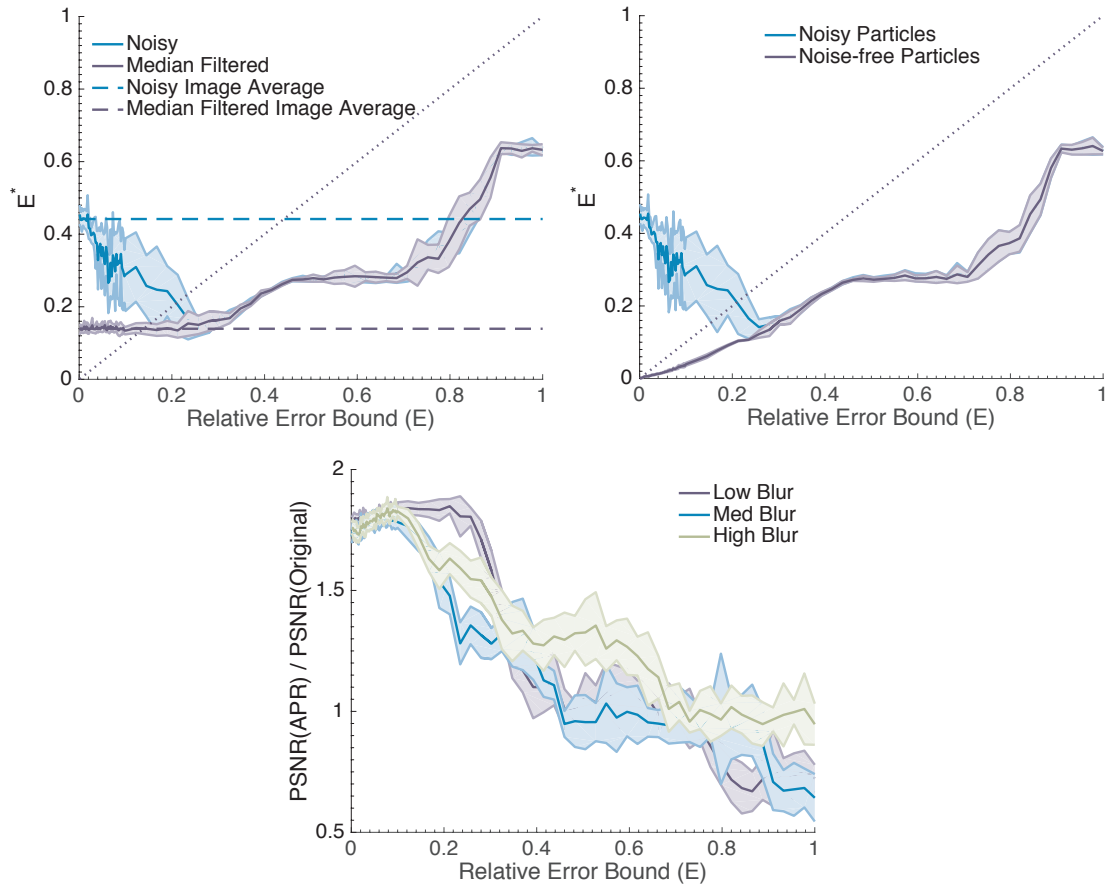 1
0.8
0.6
0.4
0.2
0
E*
Noisy
Median Filtered
Noisy Image Average
Median Filtered Image Average
0 0.2 0.4 0.6 0.8 1
Relative Error Bound (E)
1
0.8
0.6
0.4
0.2
0
E*
Noisy Particles
Noise-free Particles
0 0.2 0.4 0.6 0.8 1
Relative Error Bound (E)
2
1.5
1
0.5
PSNR(APR) / PSNR(Original)
Low Blur
Med Blur
High Blur
0 0.2 0.4 0.6 0.8 1
Relative Error Bound (E)